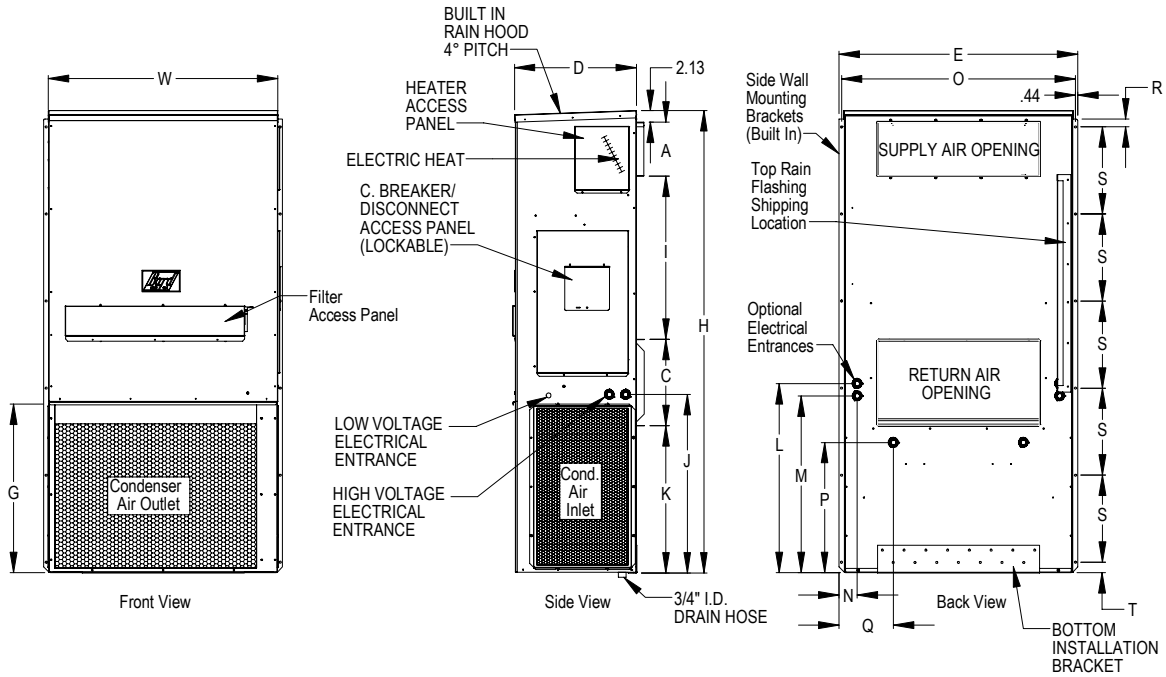 BUILT IN
RAIN HOOD
4° PITCH
W
D
2.13
E
O
.44
R
HEATER
ACCESS
PANEL
Side Wall
Mounting
Brackets
(Built In)
A
ELECTRIC HEAT
SUPPLY AIR OPENING
C. BREAKER/
DISCONNECT
ACCESS PANEL
(LOCKABLE)
Top Rain
Flashing
Shipping
Location
S
S
S
S
S
I
H
Filter
Access Panel
Optional
Electrical
Entrances
C
RETURN AIR
OPENING
LOW VOLTAGE
ELECTRICAL
ENTRANCE
HIGH VOLTAGE
ELECTRICAL
ENTRANCE
G
Condenser
Air Outlet
Cond.
Air
Inlet
J
K
L
M
P
N
Q
T
Front View
Side View
3/4" I.D.
DRAIN HOSE
Back View
BOTTOM
INSTALLATION
BRACKET